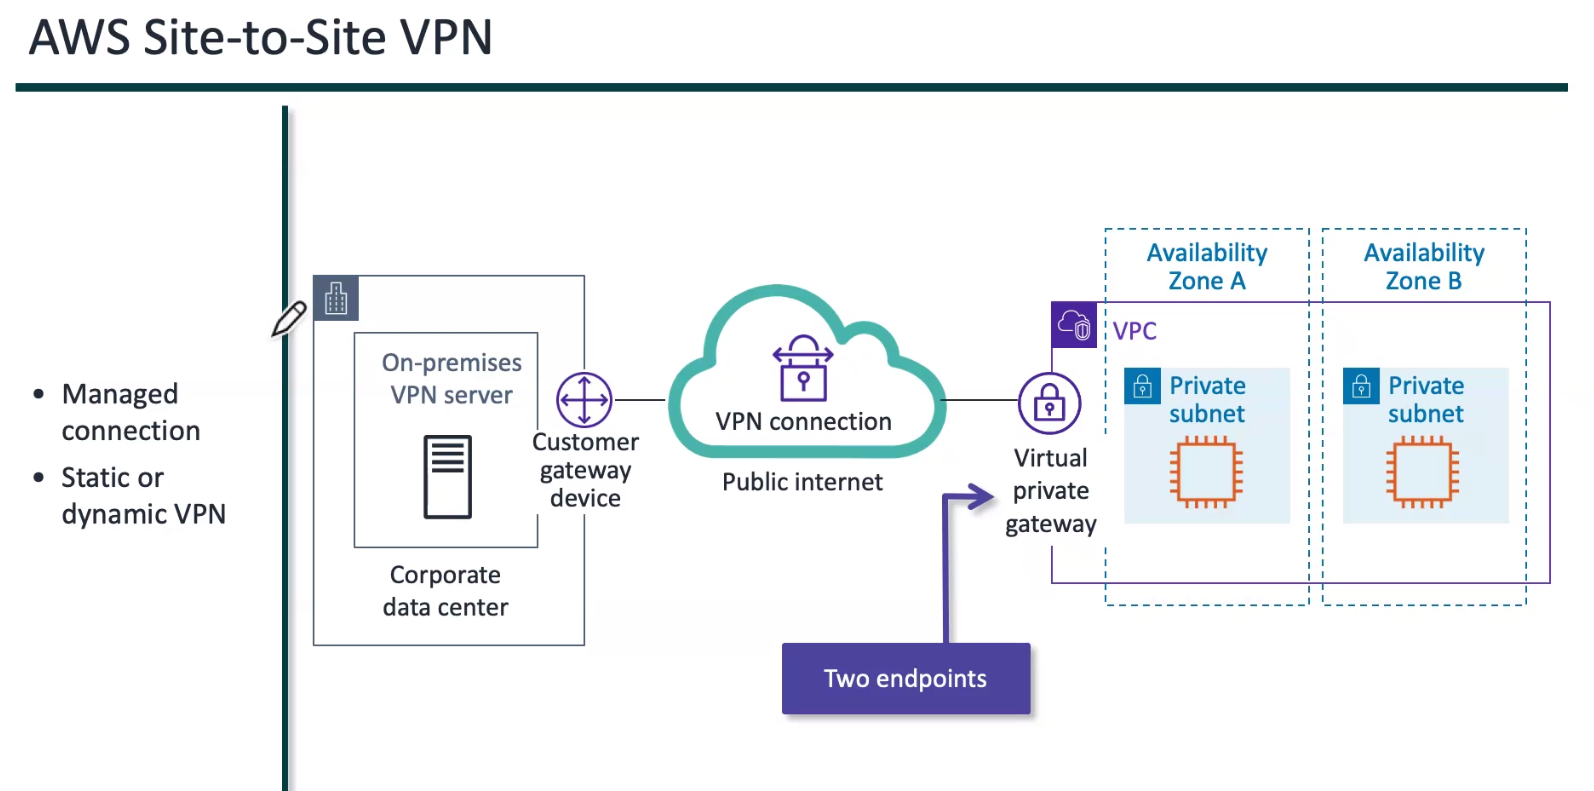 AWS Site-to-Site VPN
• Managed
connection
• Static or
dynamic VPN
On-premises
VPN server
Corporate
data center
Customer
gateway
device
VPN connection
Public internet
Virtual
private
gateway
Two endpoints
Availability
Zone A
Availability
Zone B
VPC
Private
subnet
Private
subnet